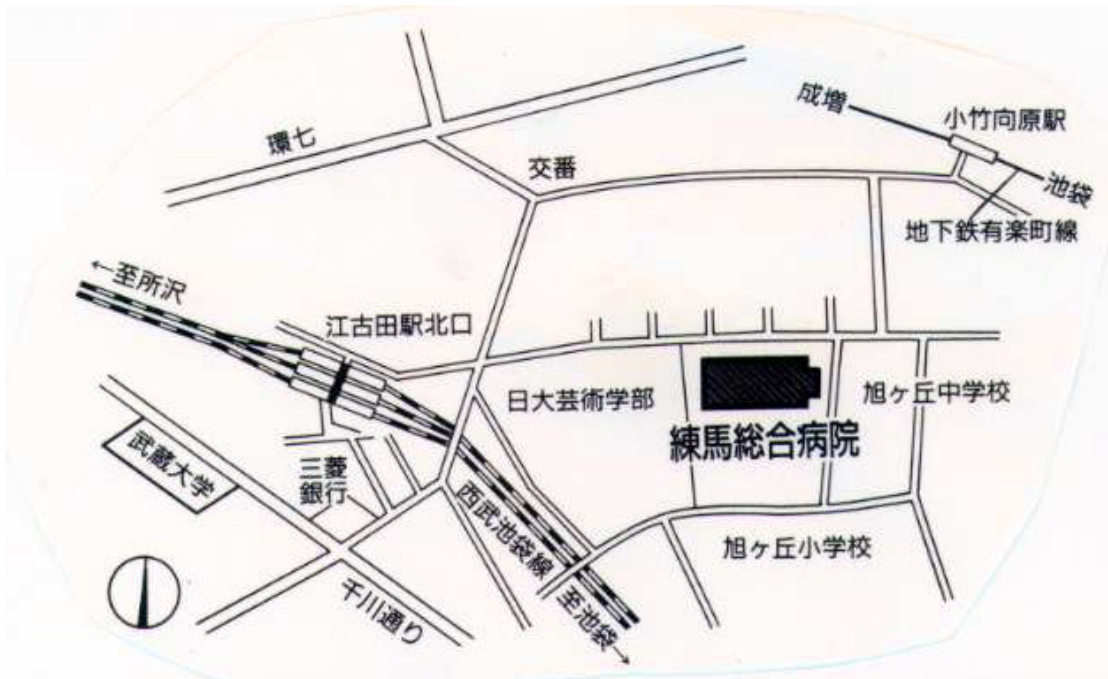 成増
小竹向原駅
環七
交番
池袋
地下鉄有楽町線
←至所沢
江古田駅北口
日大芸術学部
旭ヶ丘中学校
練馬総合病院
武蔵大学
三菱
銀行
西武池袋線
旭ヶ丘小学校
千川通り
至池袋→